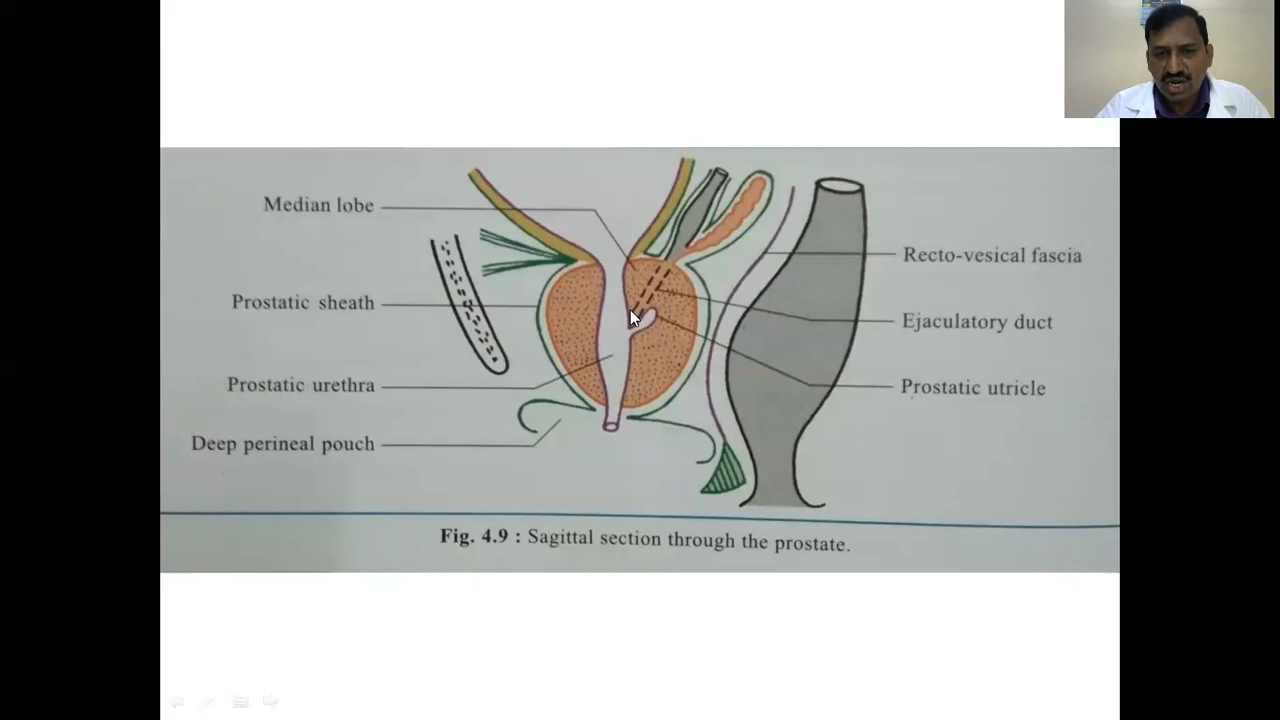 Median lobe
Recto-vesical fascia
Prostatic sheath
Ejaculatory duct
Prostatic urethra
Prostatic utricle
Deep perineal pouch
Fig. 4.9 : Sagittal section through the prostate.